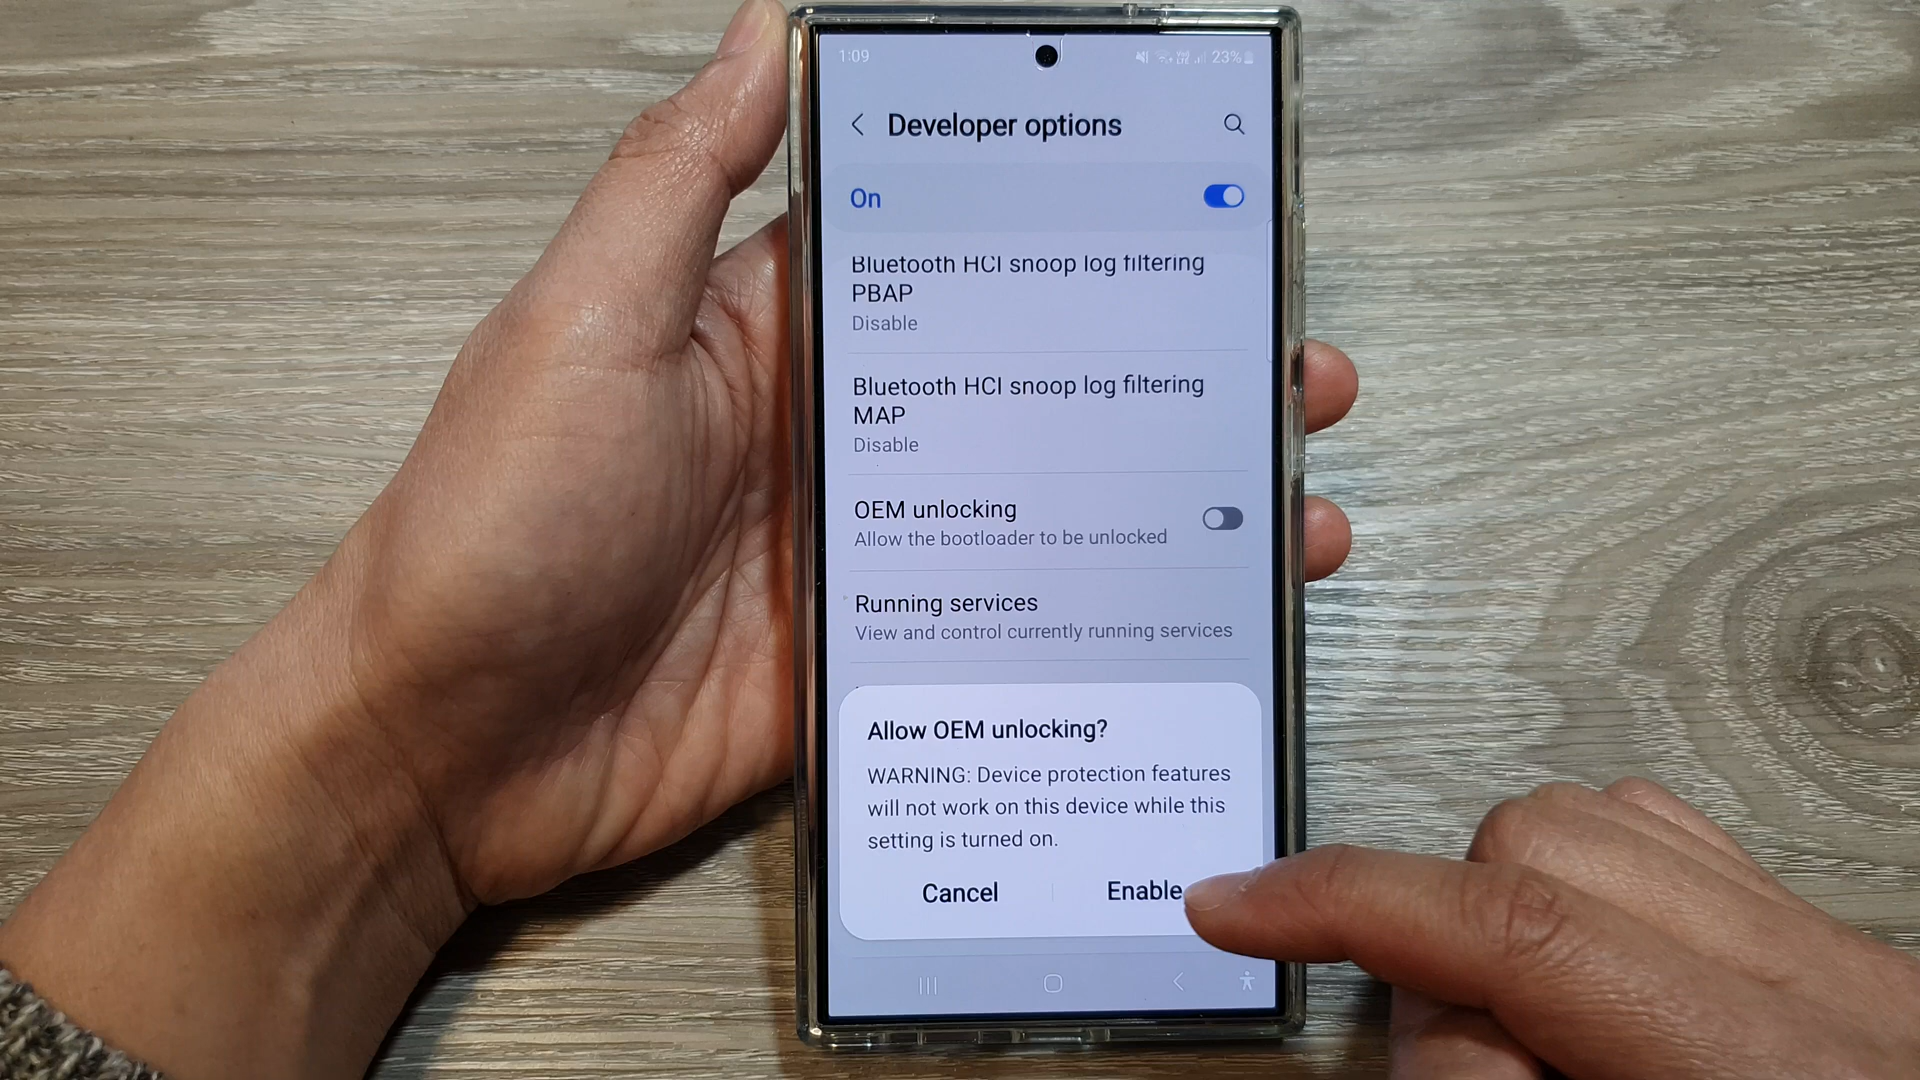 1:09
23%
Developer options
On
Bluetooth HCI snoop log filtering
PBAP
Disable
Bluetooth HCI snoop log filtering
MAP
Disable
OEM unlocking
Allow the bootloader to be unlocked
Running services
View and control currently running services
Allow OEM unlocking?
WARNING: Device protection features
will not work on this device while this
setting is turned on.
Cancel
Enable